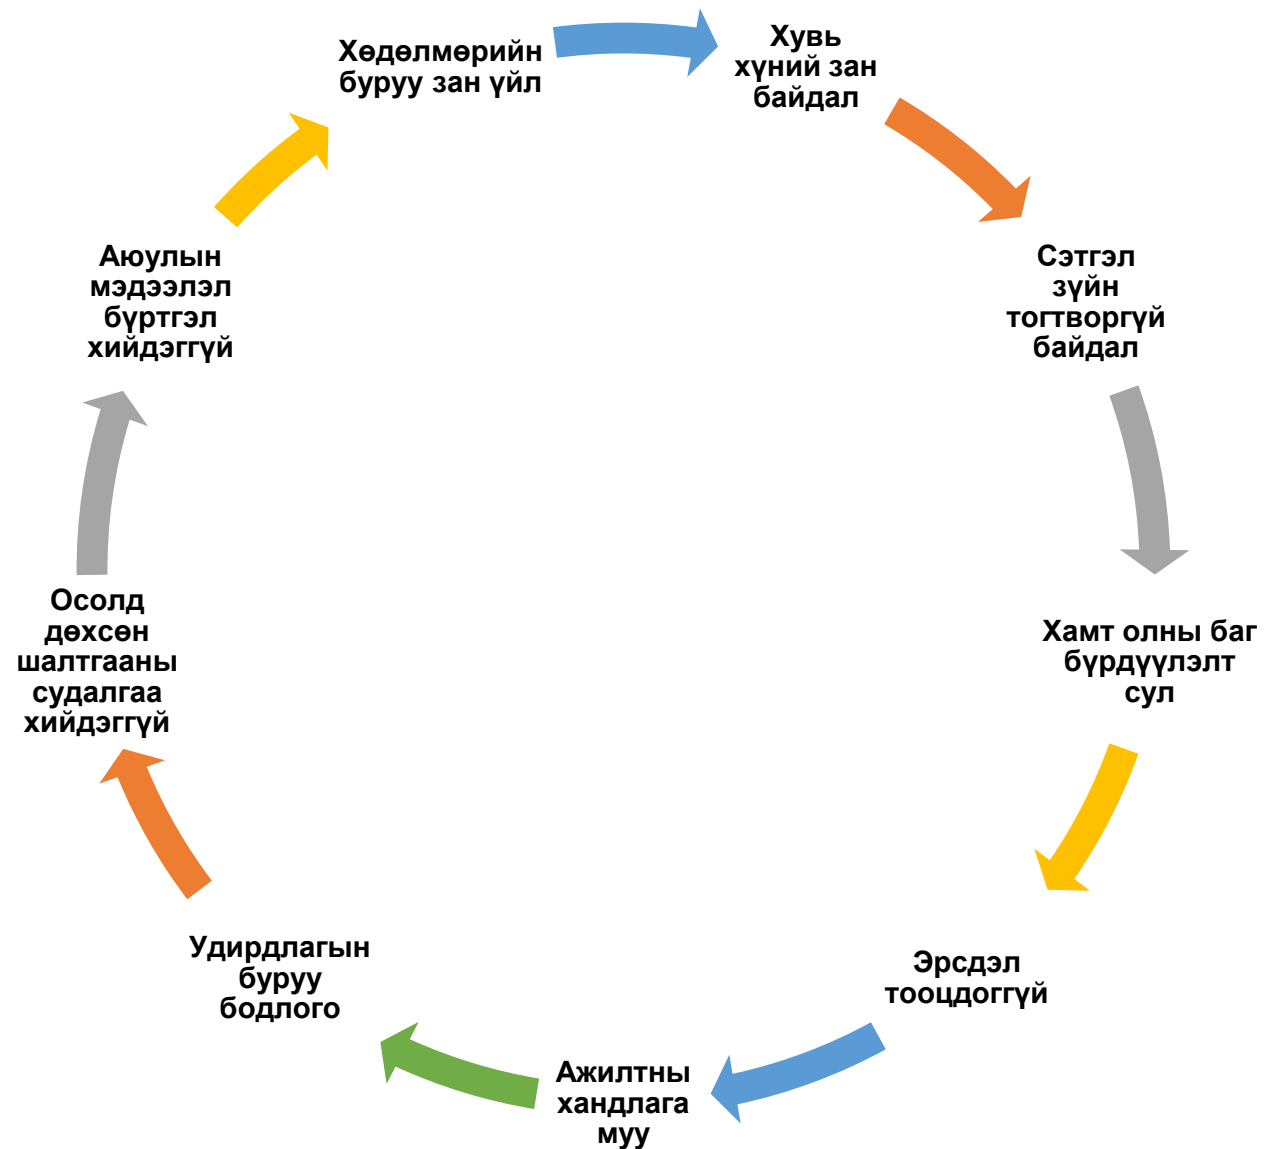 Хөдөлмөрийн
буруу зан үйл
Хувь
хүний зан
байдал
Сэтгэл
зүйн
тогтворгүй
байдал
Хамт олны баг
бүрдүүлэлт
сул
Эрсдэл
тооцдоггүй
Ажилтны
хандлага
муу
Удирдлагын
буруу
бодлого
Осолд
дөхсөн
шалтгааны
судалгаа
хийдэггүй
Аюулын
мэдээлэл
бүртгэл
хийдэггүй